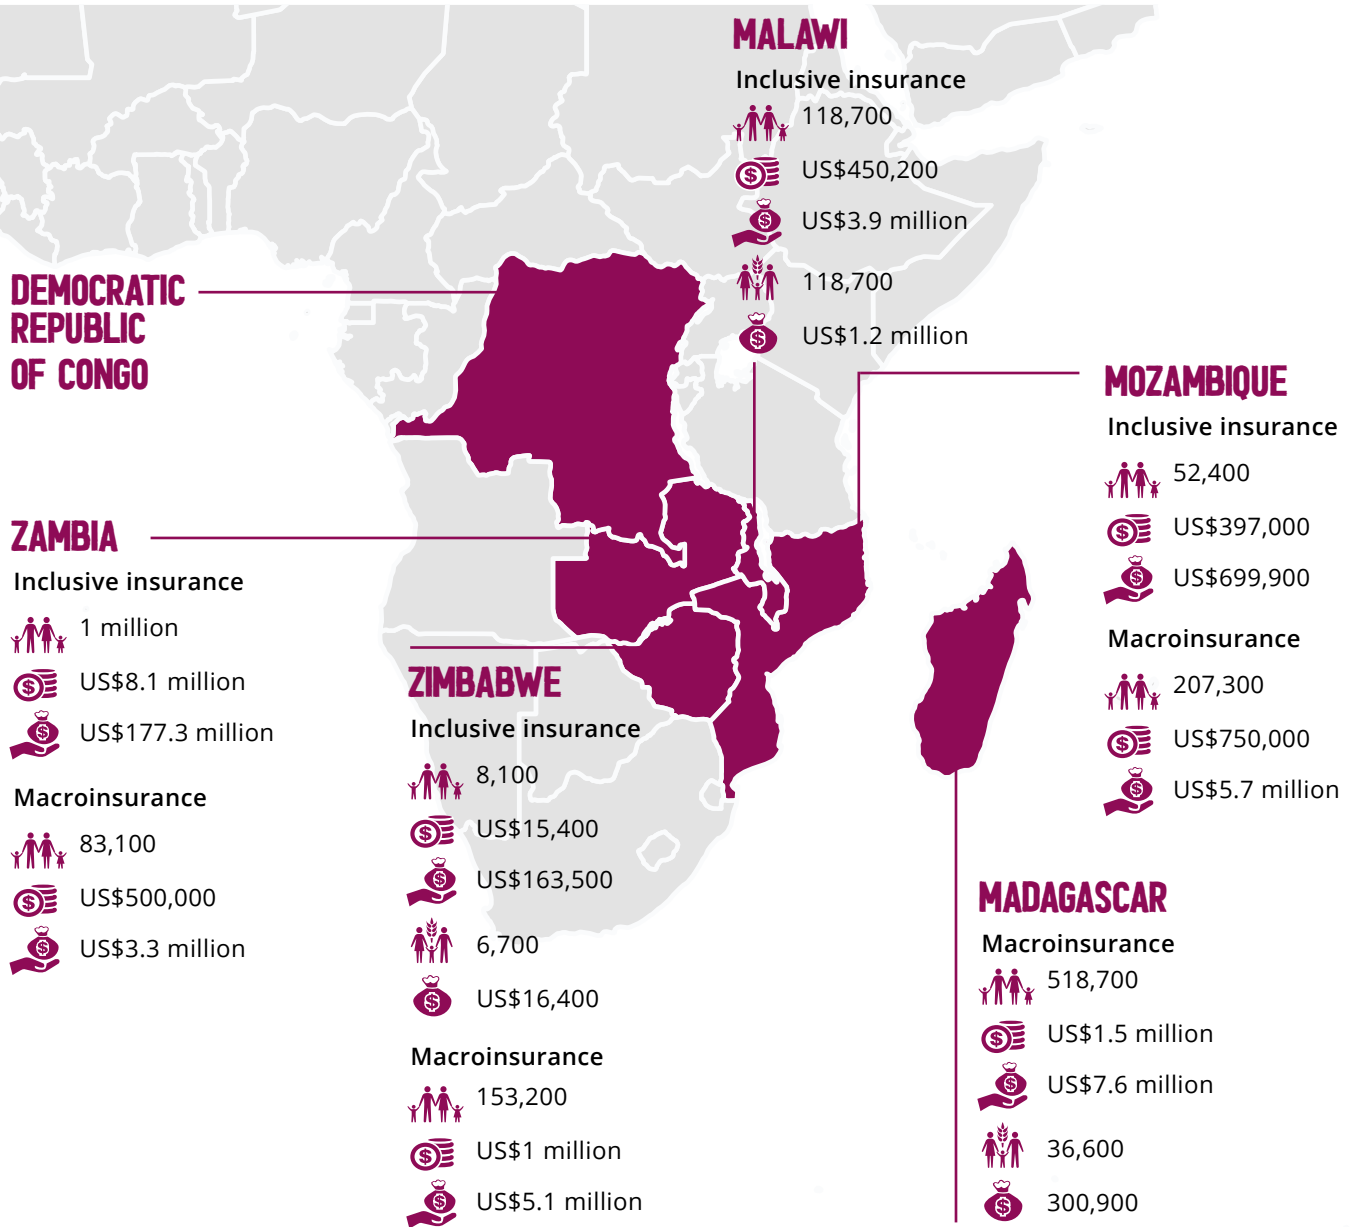 MALAWI
Inclusive insurance
118,700
US$450,200
US$3.9 million
118,700
US$1.2 million
DEMOCRATIC
REPUBLIC
OF CONGO
MOZAMBIQUE
Inclusive insurance
52,400
US$397,000
US$699,900
Macroinsurance
207,300
US$750,000
US$5.7 million
ZAMBIA
Inclusive insurance
1 million
US$8.1 million
US$177.3 million
Macroinsurance
83,100
US$500,000
US$3.3 million
ZIMBABWE
Inclusive insurance
8,100
US$15,400
US$163,500
6,700
US$16,400
Macroinsurance
153,200
US$1 million
US$5.1 million
MADAGASCAR
Macroinsurance
518,700
US$1.5 million
US$7.6 million
36,600
300,900